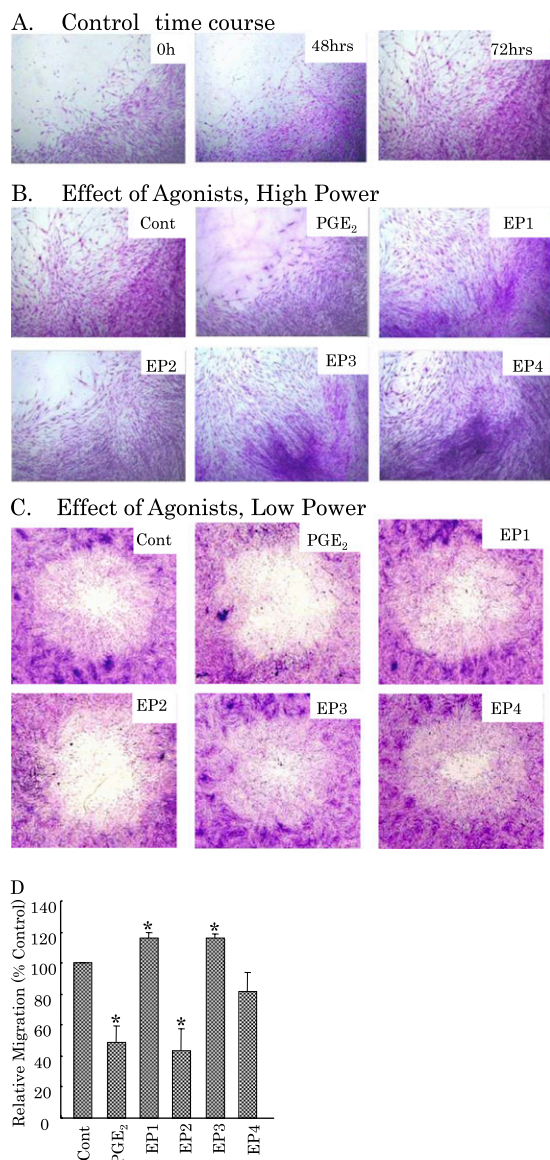 A. Control time course
0h
48hrs
72hrs
B. Effect of Agonists, High Power
Cont
PGE₂
EP1
EP2
EP3
EP4
C. Effect of Agonists, Low Power
Cont
PGE₂
EP1
EP2
EP3
EP4
D
Relative Migration (% Control)
140
120
100
80
60
40
20
0
*
*
*
*
Cont
PGE₂
EP1
EP2
EP3
EP4